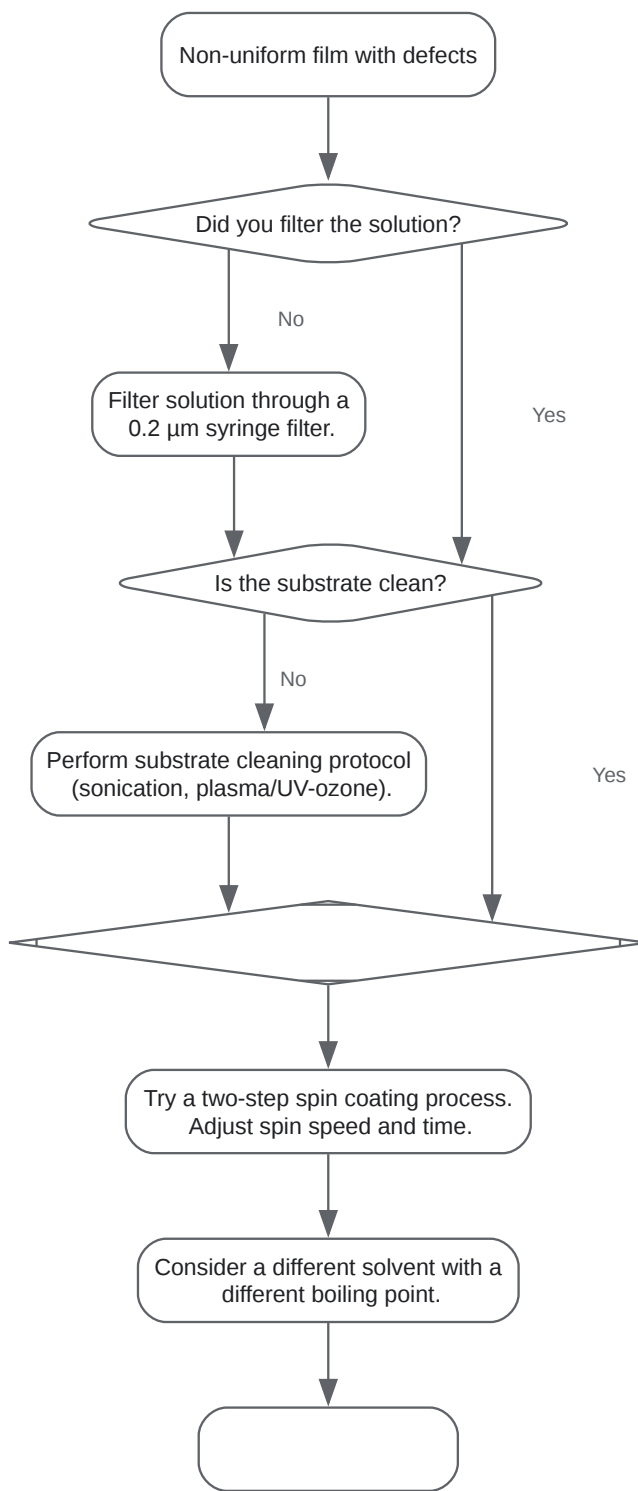 Non-uniform film with defects
Did you filter the solution?
No
Filter solution through a
0.2 µm syringe filter.
Yes
Is the substrate clean?
No
Perform substrate cleaning protocol
(sonication, plasma/UV-ozone).
Yes
Try a two-step spin coating process.
Adjust spin speed and time.
Consider a different solvent with a
different boiling point.